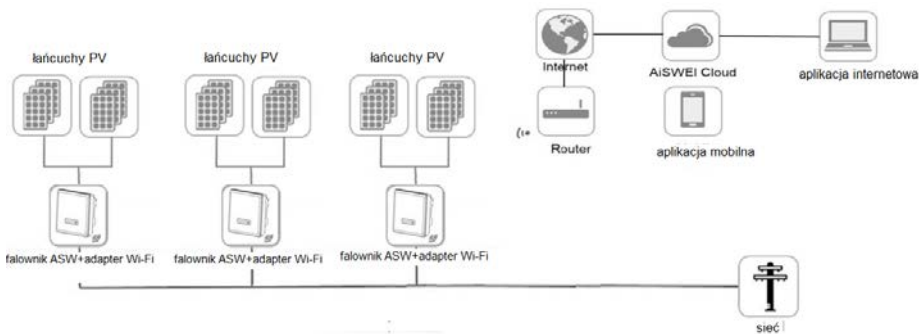 łańcuchy PV
łańcuchy PV
łańcuchy PV
Internet
AiSWEI Cloud
aplikacja internetowa
Router
aplikacja mobilna
falownik ASW+adapter Wi-Fi
falownik ASW+adapter Wi-Fi
falownik ASW+adapter Wi-Fi
sieć